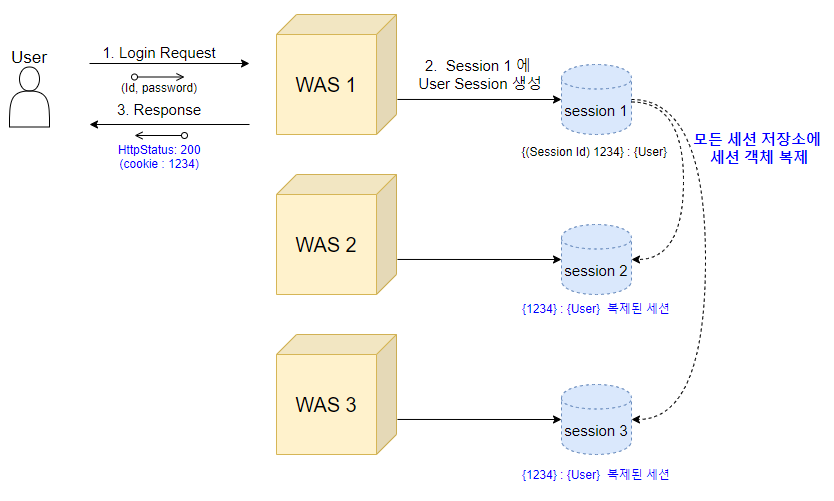 User
1. Login Request
(Id, password)
3. Response
HttpStatus: 200
(cookie : 1234)
WAS 1
2. Session 1 에
User Session 생성
session 1
{(Session Id) 1234} : {User}
모든 세션 저장소에
세션 객체 복제
WAS 2
session 2
{1234} : {User} 복제된 세션
WAS 3
session 3
{1234} : {User} 복제된 세션